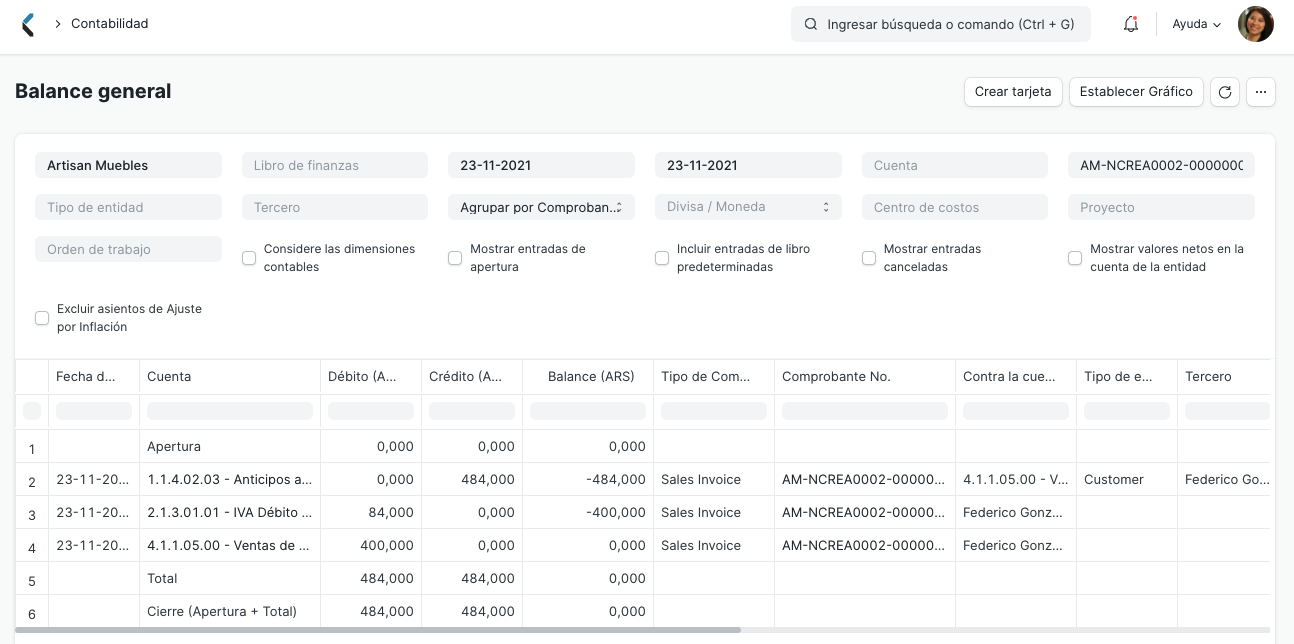 Contabilidad
Ingresar búsqueda o comando (Ctrl + G)
Ayuda
Balance general
Crear tarjeta
Establecer Gráfico
Artisan Muebles
Libro de finanzas
23-11-2021
23-11-2021
Cuenta
AM-NCREA0002-0000000
Tipo de entidad
Tercero
Agrupar por Comproban...
Divisa / Moneda
Centro de costos
Proyecto
Orden de trabajo
Considere las dimensiones
contables
Mostrar entradas de
apertura
Incluir entradas de libro
predeterminadas
Mostrar entradas
canceladas
Mostrar valores netos en la
cuenta de la entidad
Excluir asientos de Ajuste
por Inflación
Fecha d... Cuenta Débito (A... Crédito (A... Balance (ARS) Tipo de Com... Comprobante No. Contra la cue... Tipo de e... Tercero
1 Apertura 0,000 0,000 0,000
2 23-11-20... 1.1.4.02.03 - Anticipos a... 0,000 484,000 -484,000 Sales Invoice AM-NCREA0002-00000... 4.1.1.05.00 - V... Customer Federico Go...
3 23-11-20... 2.1.3.01.01 - IVA Débito ... 84,000 0,000 -400,000 Sales Invoice AM-NCREA0002-00000... Federico Gonz...
4 23-11-20... 4.1.1.05.00 - Ventas de ... 400,000 0,000 0,000 Sales Invoice AM-NCREA0002-00000... Federico Gonz...
5 Total 484,000 484,000 0,000
6 Cierre (Apertura + Total) 484,000 484,000 0,000